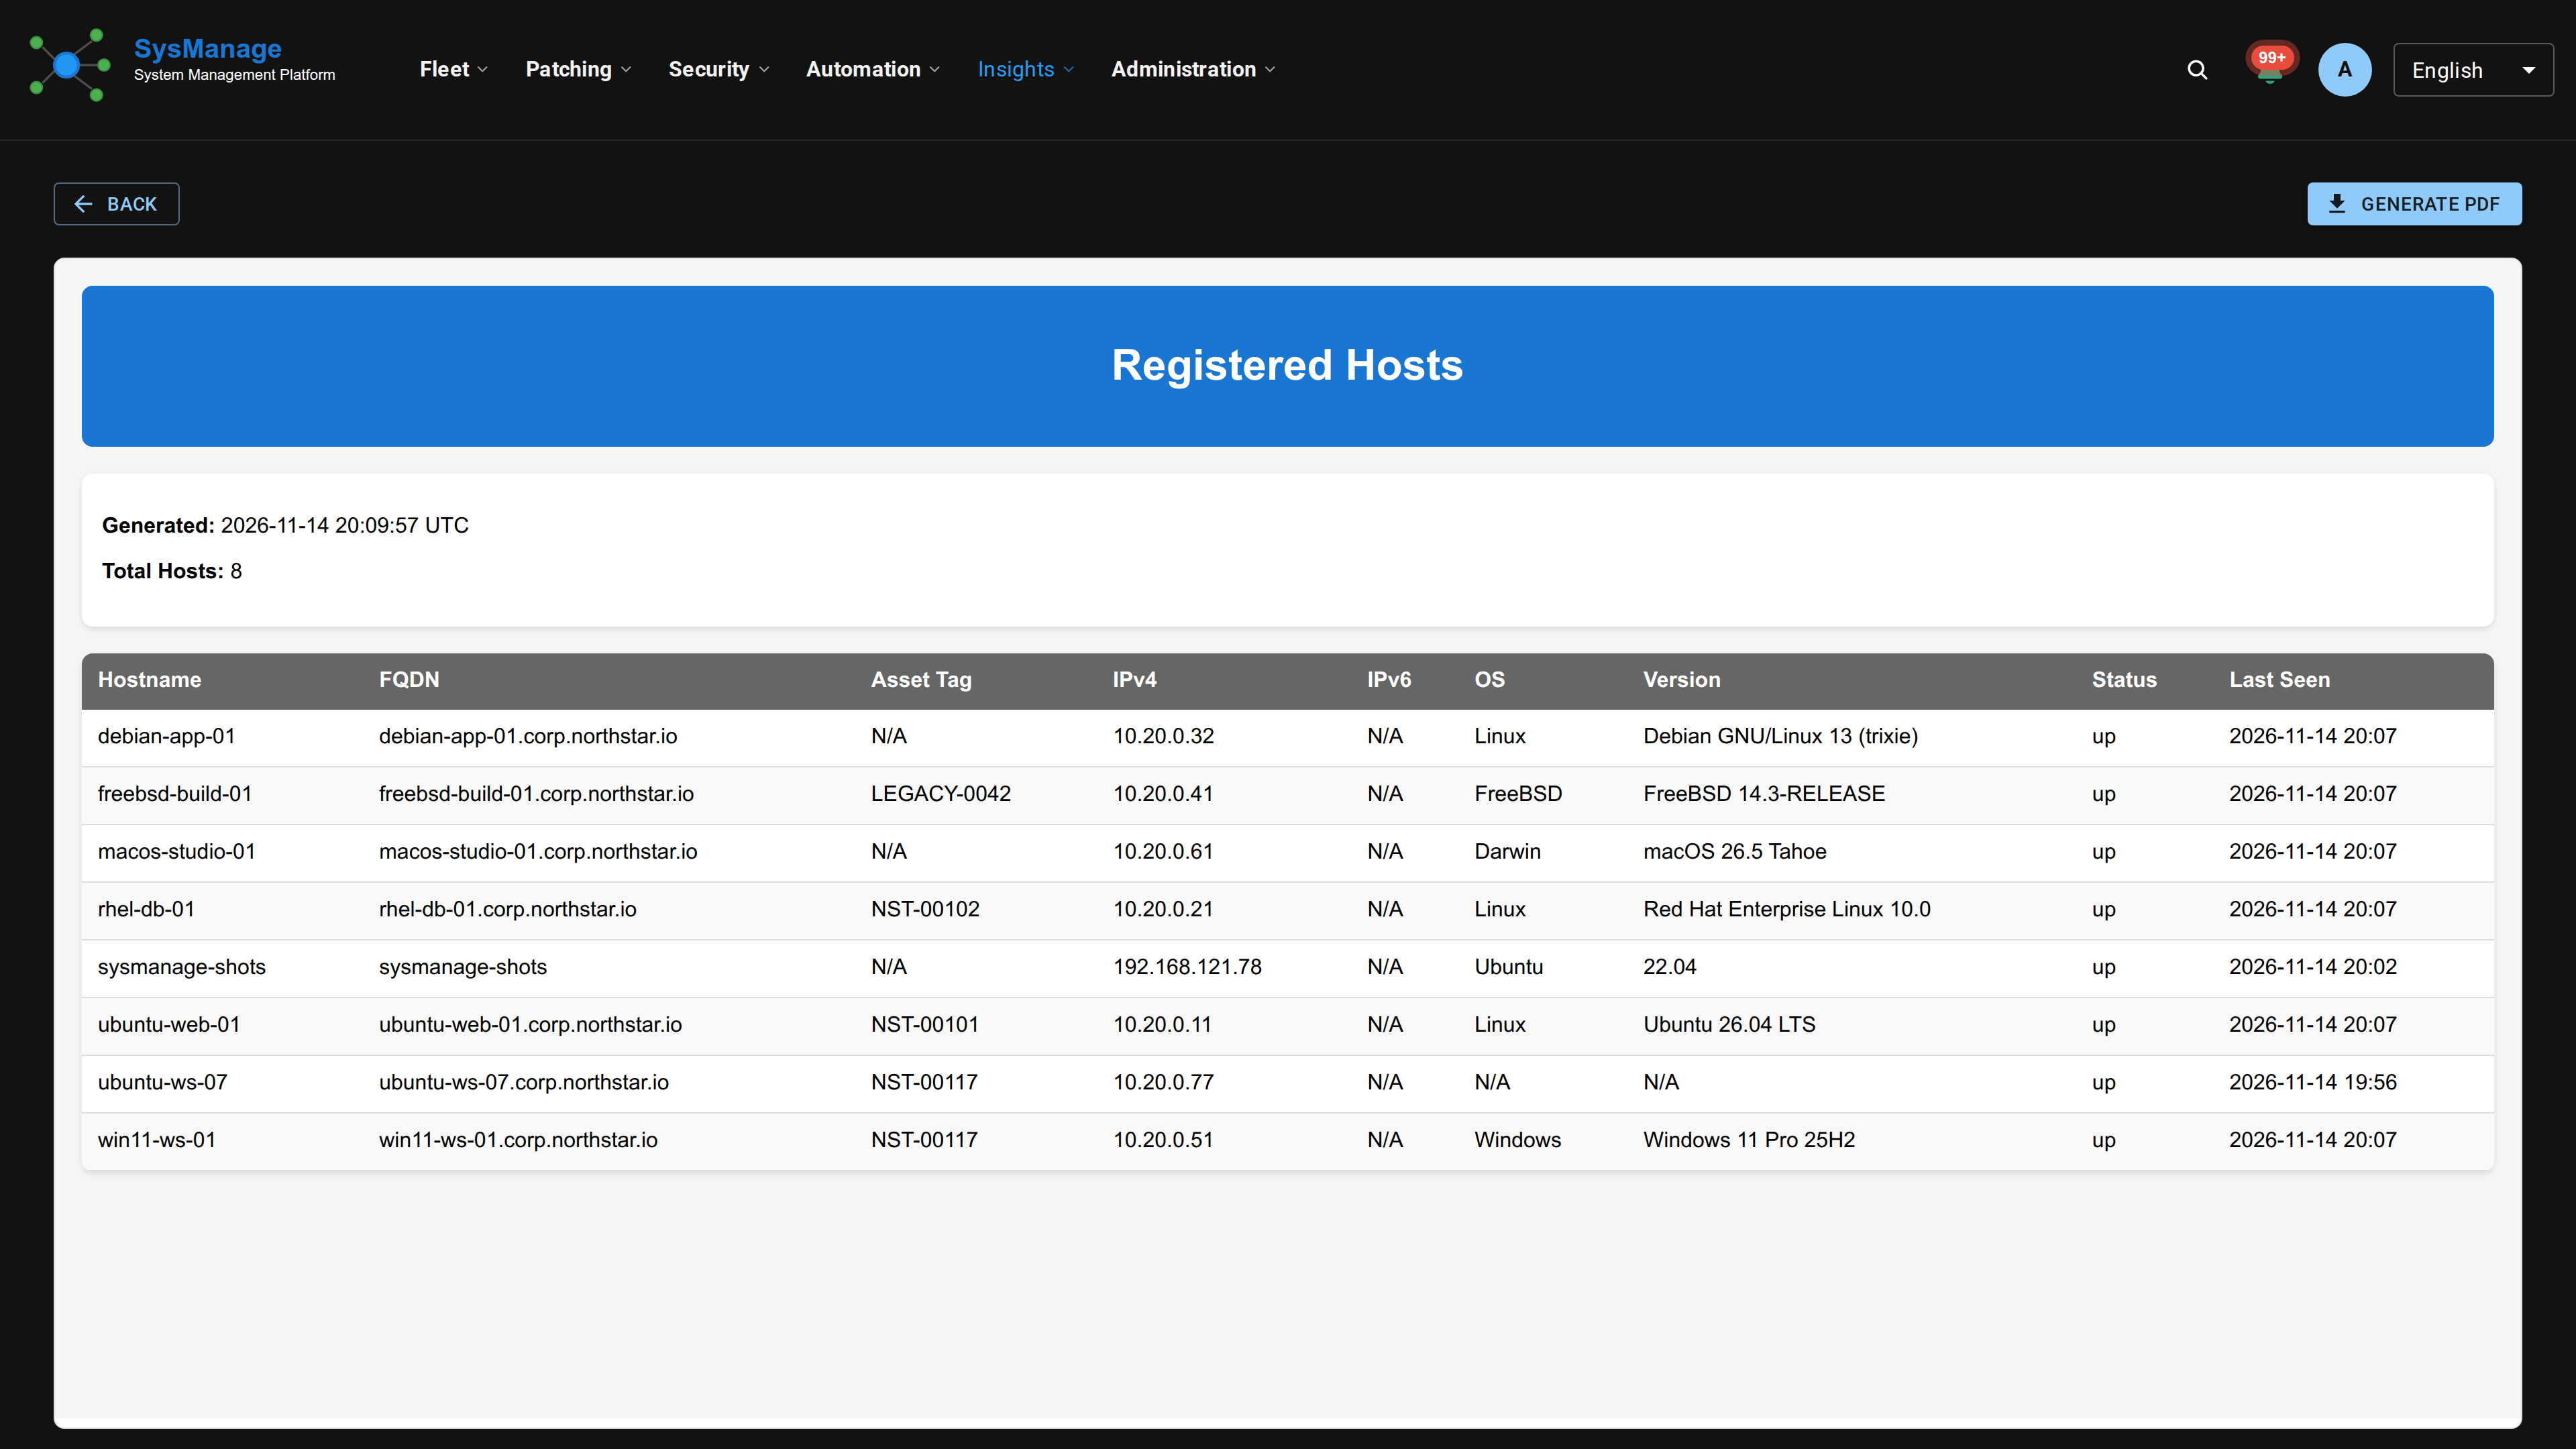 SysManage
System Management Platform
Fleet Patching Security Automation Insights Administration
99+ A English
BACK GENERATE PDF
Registered Hosts
Generated: 2026-11-14 20:09:57 UTC
Total Hosts: 8
Hostname FQDN Asset Tag IPv4 IPv6 OS Version Status Last Seen
debian-app-01 debian-app-01.corp.northstar.io N/A 10.20.0.32 N/A Linux Debian GNU/Linux 13 (trixie) up 2026-11-14 20:07
freebsd-build-01 freebsd-build-01.corp.northstar.io LEGACY-0042 10.20.0.41 N/A FreeBSD FreeBSD 14.3-RELEASE up 2026-11-14 20:07
macos-studio-01 macos-studio-01.corp.northstar.io N/A 10.20.0.61 N/A Darwin macOS 26.5 Tahoe up 2026-11-14 20:07
rhel-db-01 rhel-db-01.corp.northstar.io NST-00102 10.20.0.21 N/A Linux Red Hat Enterprise Linux 10.0 up 2026-11-14 20:07
sysmanage-shots sysmanage-shots N/A 192.168.121.78 N/A Ubuntu 22.04 up 2026-11-14 20:02
ubuntu-web-01 ubuntu-web-01.corp.northstar.io NST-00101 10.20.0.11 N/A Linux Ubuntu 26.04 LTS up 2026-11-14 20:07
ubuntu-ws-07 ubuntu-ws-07.corp.northstar.io NST-00117 10.20.0.77 N/A N/A N/A up 2026-11-14 19:56
win11-ws-01 win11-ws-01.corp.northstar.io NST-00117 10.20.0.51 N/A Windows Windows 11 Pro 25H2 up 2026-11-14 20:07